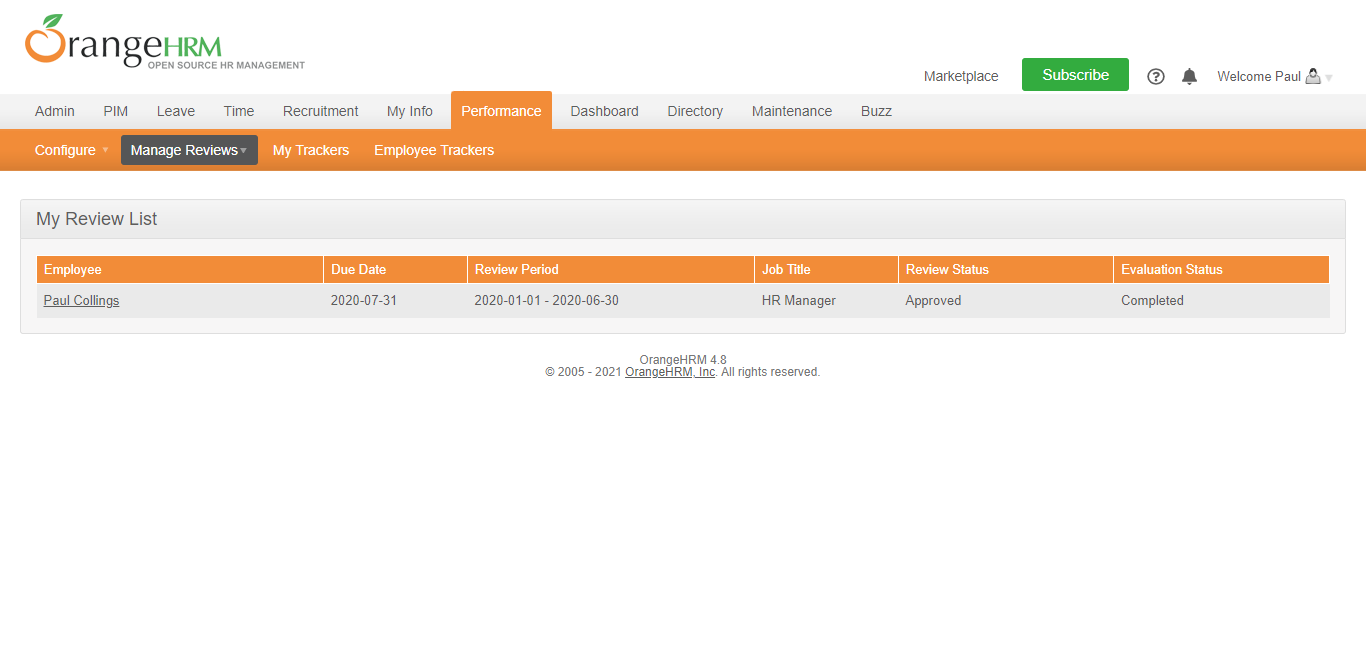 OrangeHRM
OPEN SOURCE HR MANAGEMENT
Marketplace Subscribe ? Welcome Paul
Admin PIM Leave Time Recruitment My Info Performance Dashboard Directory Maintenance Buzz
Configure Manage Reviews My Trackers Employee Trackers
My Review List
Employee Due Date Review Period Job Title Review Status Evaluation Status
Paul Collings 2020-07-31 2020-01-01 - 2020-06-30 HR Manager Approved Completed
OrangeHRM 4.8
© 2005 - 2021 OrangeHRM, Inc. All rights reserved.